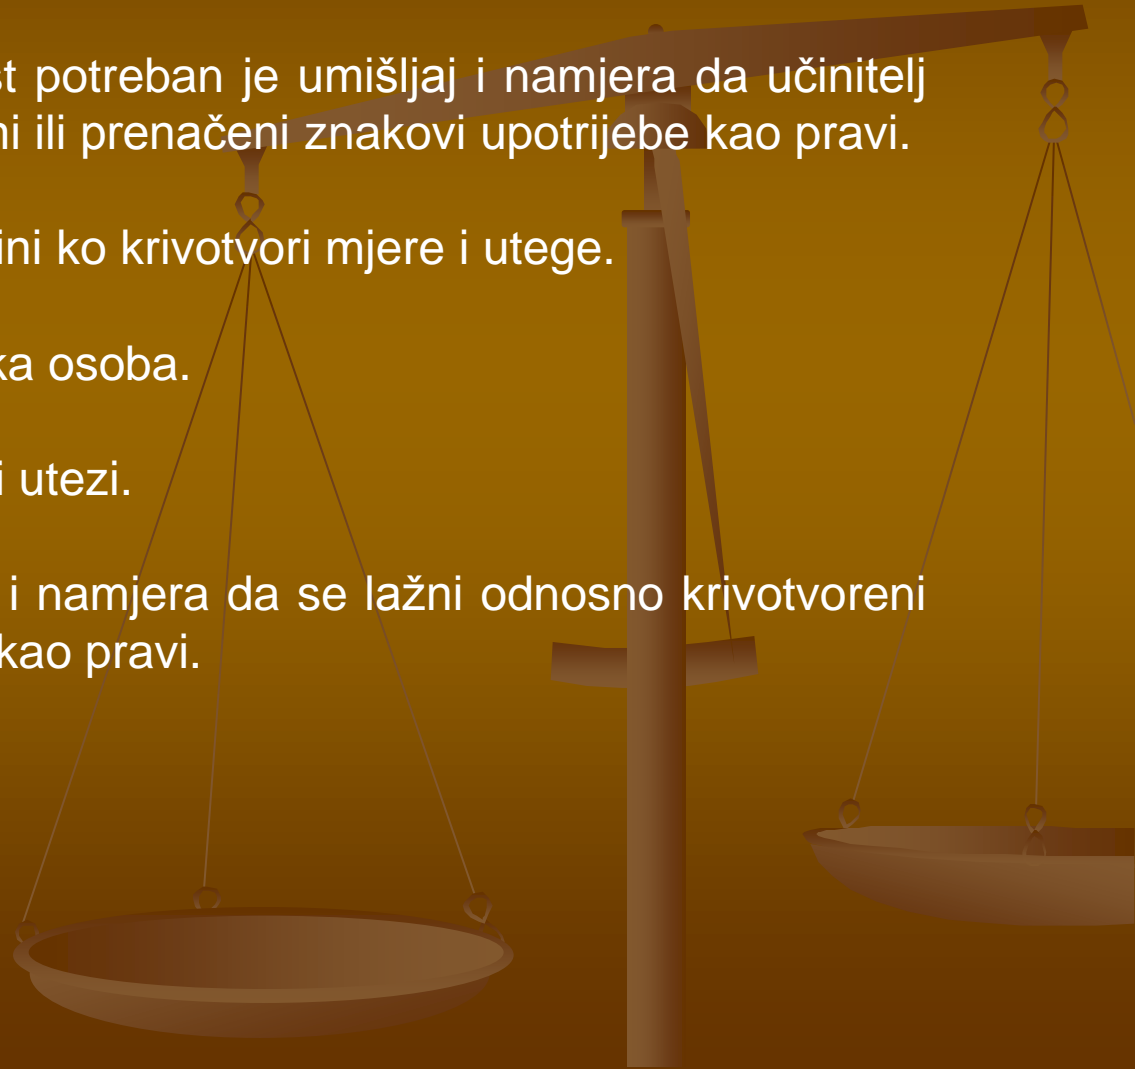 st potreban je umišljaj i namjera da učinitelj
ni ili prenačeni znakovi upotrijebe kao pravi.
ini ko krivotvori mjere i utege.
ka osoba.
i utezi.
i namjera da se lažni odnosno krivotvoreni
kao pravi.